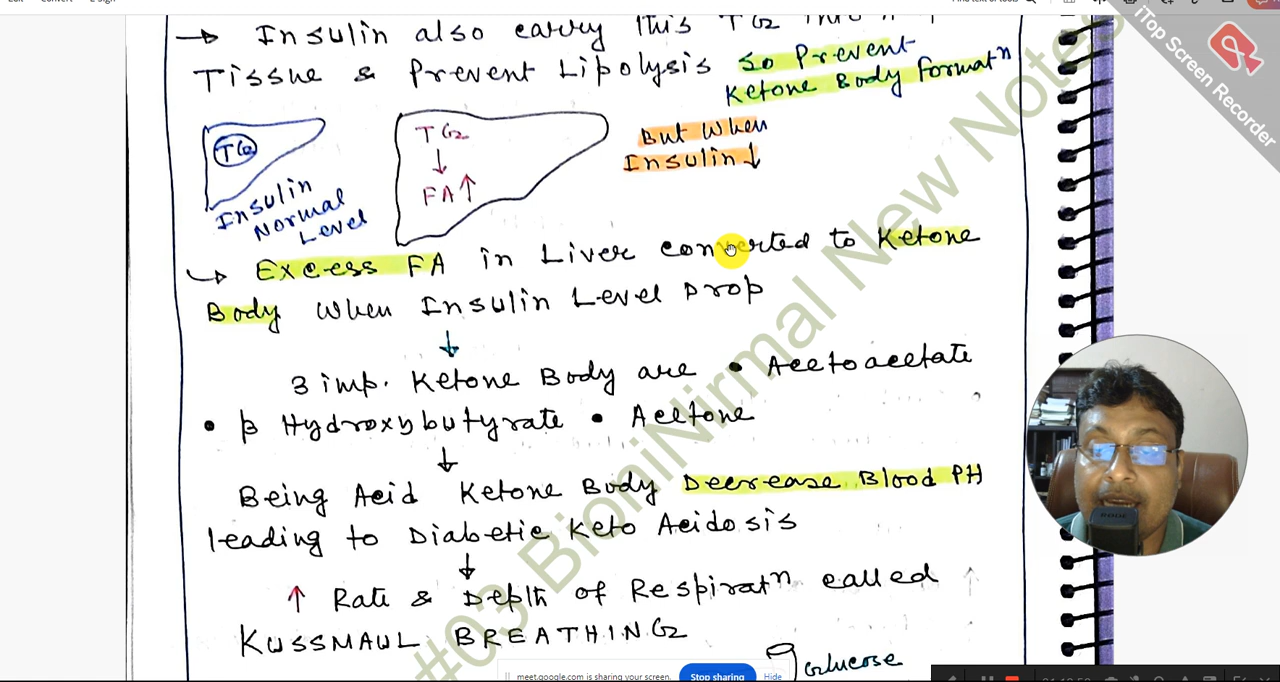 → Insulin also carry this TG
Tissue & Prevent Lipolysis So Prevent
Ketone Body Formatⁿ
TG
Insulin
Normal
Level
TG
↓
FA↑
But When
Insulin↓
↳ Excess FA in Liver converted to Ketone
Body When Insulin Level Drop
↓
3 imp. Ketone Body are • Acetoacetate
• β Hydroxybutyrate • Acetone
↓
Being Acid Ketone Body Decrease Blood PH
leading to Diabetic Keto Acidosis
↓
↑ Rate & Depth of Respiratⁿ called
KUSSMAUL BREATHING
Glucose
#03 BioniNirmal New Notes
iTop Screen Recorder
RODE
meet.google.com is sharing your screen.
Stop sharing
Hide